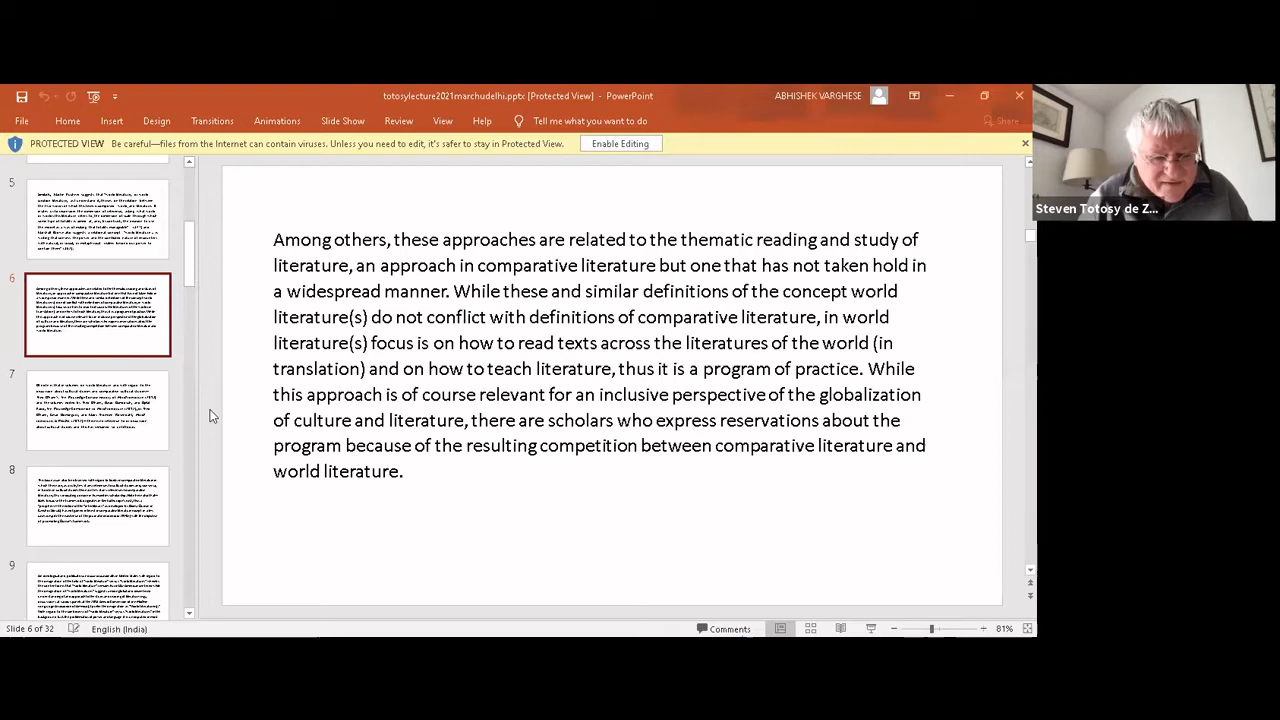 totosylecture2021marchudelhi.pptx [Protected View] - PowerPoint
ABHISHEK VARGHESE
File Home Insert Design Transitions Animations Slide Show Review View Help Tell me what you want to do Share
PROTECTED VIEW Be careful—files from the Internet can contain viruses. Unless you need to edit, it's safer to stay in Protected View. Enable Editing
Steven Totosy de Z...
5
6
7
8
9
Among others, these approaches are related to the thematic reading and study of
literature, an approach in comparative literature but one that has not taken hold in
a widespread manner. While these and similar definitions of the concept world
literature(s) do not conflict with definitions of comparative literature, in world
literature(s) focus is on how to read texts across the literatures of the world (in
translation) and on how to teach literature, thus it is a program of practice. While
this approach is of course relevant for an inclusive perspective of the globalization
of culture and literature, there are scholars who express reservations about the
program because of the resulting competition between comparative literature and
world literature.
Slide 6 of 32 English (India) Comments 81%